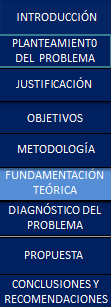 INTRODUCCIÓN
PLANTEAMIENT0
DEL PROBLEMA
JUSTIFICACIÓN
OBJETIVOS
METODOLOGÍA
FUNDAMENTACIÓN
TEÓRICA
DIAGNÓSTICO DEL
PROBLEMA
PROPUESTA
CONCLUSIONES Y
RECOMENDACIONES